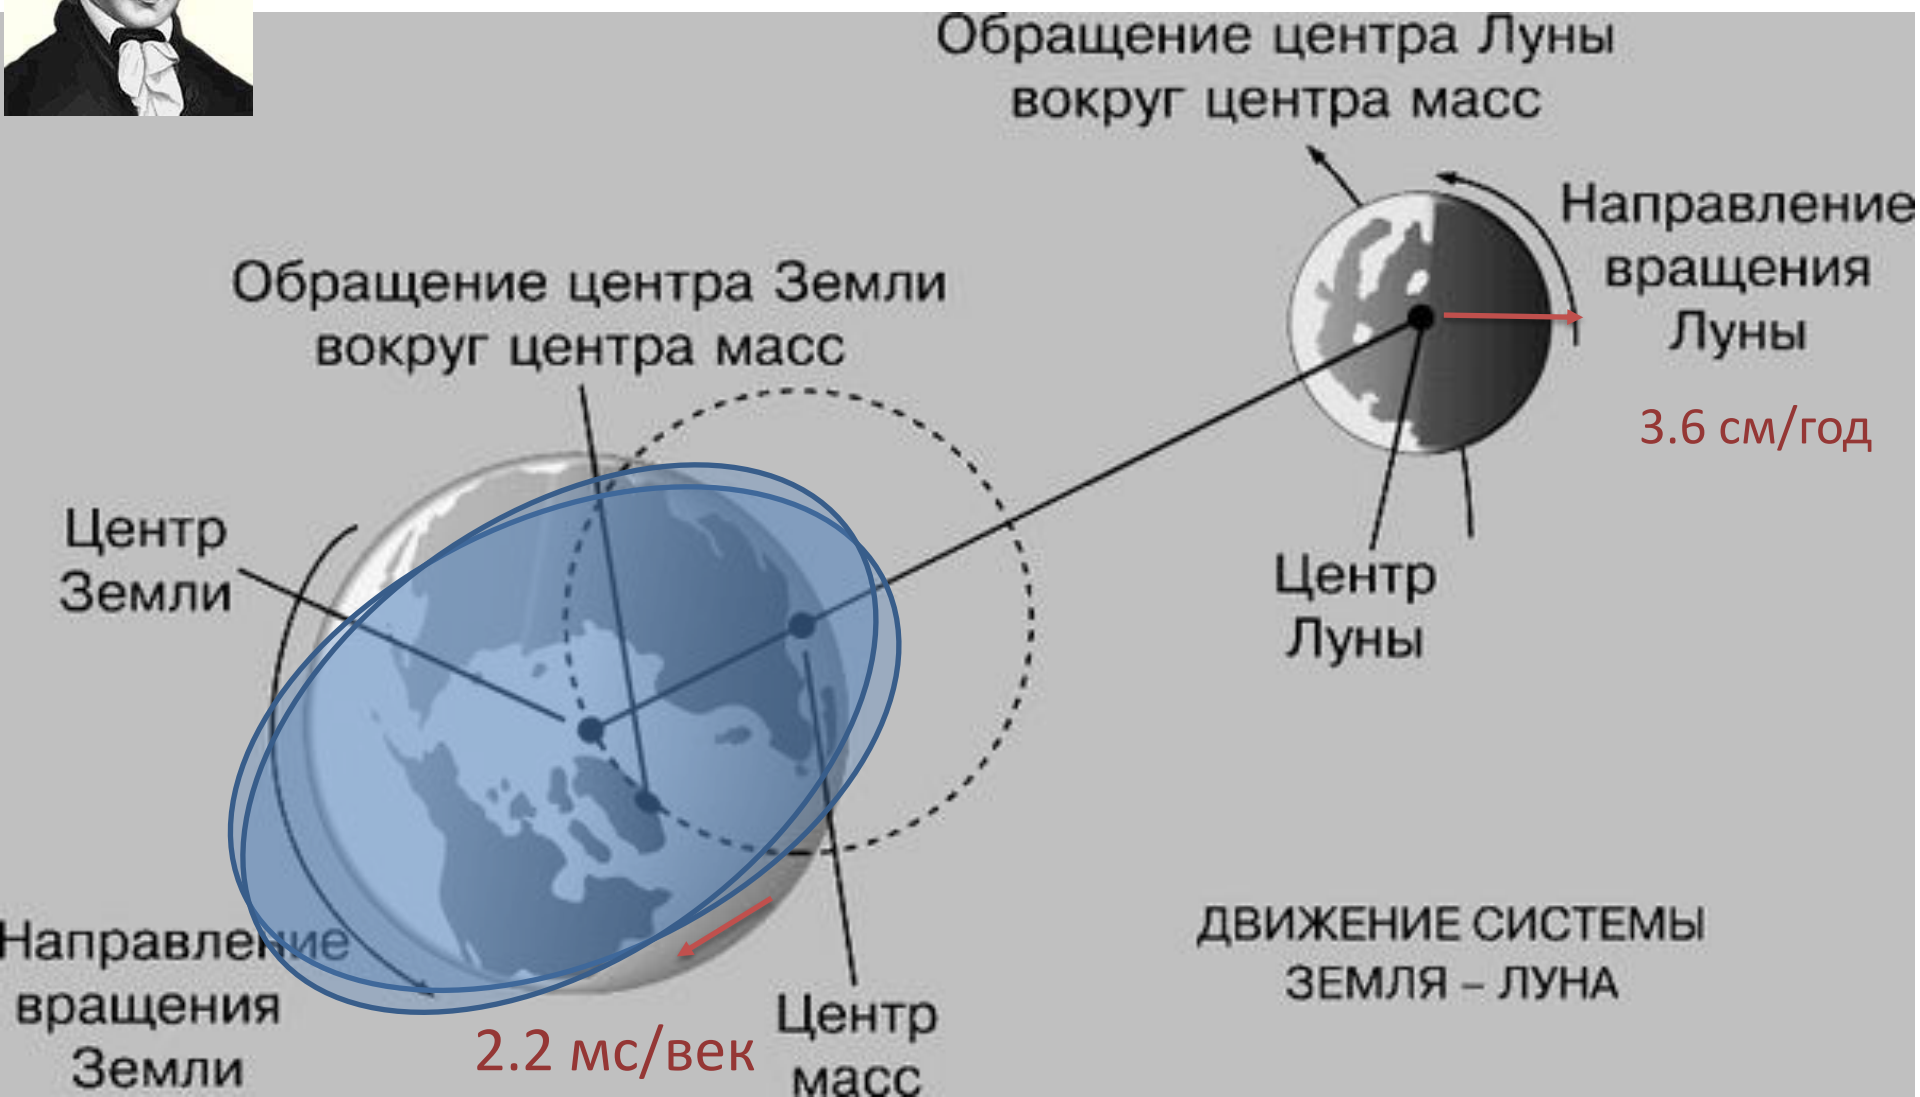 Обращение центра Луны
вокруг центра масс
Направление
вращения
Луны
3.6 см/год
Обращение центра Земли
вокруг центра масс
Центр
Земли
Центр
Луны
Направление
вращения
Земли
2.2 мс/век
Центр
масс
ДВИЖЕНИЕ СИСТЕМЫ
ЗЕМЛЯ – ЛУНА